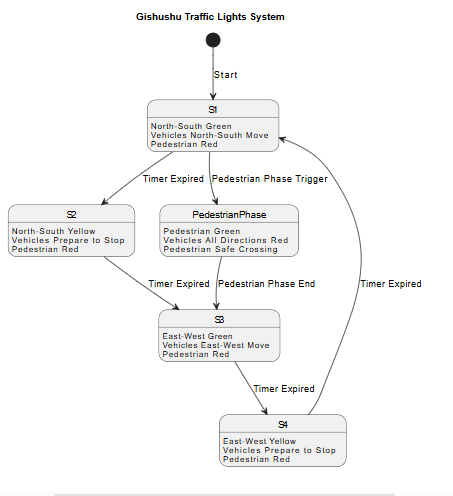 Gishushu Traffic Lights System
Start
S1
North-South Green
Vehicles North-South Move
Pedestrian Red
Timer Expired
Pedestrian Phase Trigger
S2
North-South Yellow
Vehicles Prepare to Stop
Pedestrian Red
PedestrianPhase
Pedestrian Green
Vehicles All Directions Red
Pedestrian Safe Crossing
Timer Expired
Pedestrian Phase End
Timer Expired
S3
East-West Green
Vehicles East-West Move
Pedestrian Red
Timer Expired
S4
East-West Yellow
Vehicles Prepare to Stop
Pedestrian Red